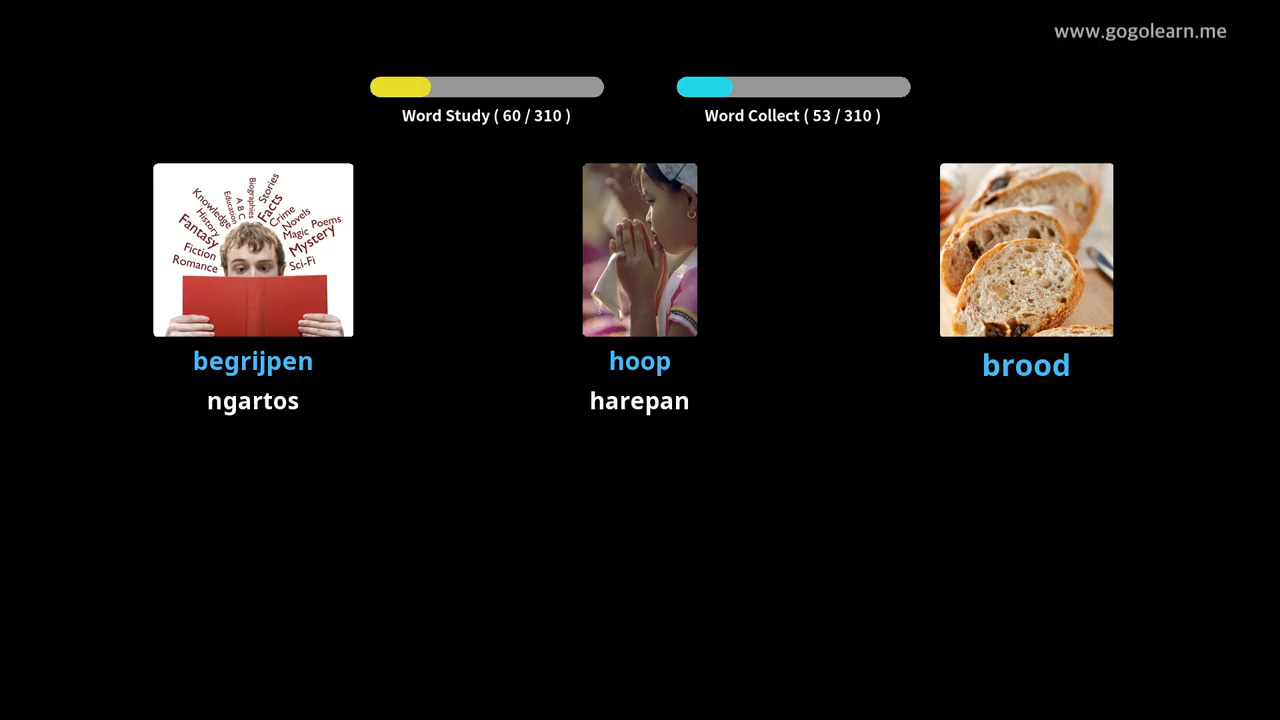 www.gogolearn.me
Word Study ( 60 / 310 )
Word Collect ( 53 / 310 )
Stories
Biographies
Facts
A B C
Education
Knowledge
Crime
History
Novels
Poems
Magic
Fantasy
Mystery
Fiction
Sci-Fi
Romance
begrijpen
hoop
brood
ngartos
harepan